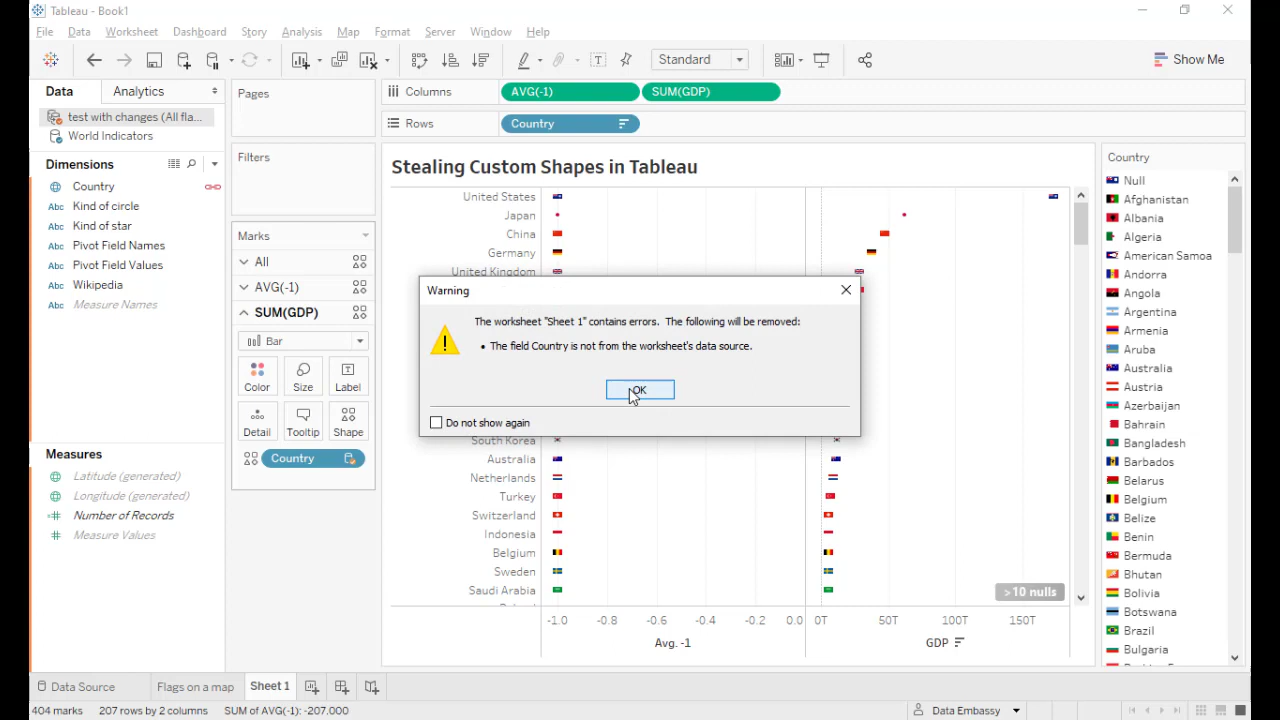 Tableau - Book1
File Data Worksheet Dashboard Story Analysis Map Format Server Window Help
Standard
Show Me
Data Analytics
test with changes (All fla...
World Indicators
Dimensions
Country
Kind of circle
Abc Kind of star
Abc Pivot Field Names
Abc Pivot Field Values
Abc Wikipedia
Abc Measure Names
Measures
Latitude (generated)
Longitude (generated)
Number of Records
Measure Values
Pages
Filters
Marks
All
AVG(-1)
SUM(GDP)
Bar
Color Size Label
Detail Tooltip Shape
Country
Columns AVG(-1) SUM(GDP)
Rows Country
Stealing Custom Shapes in Tableau
United States
Japan
China
Germany
United Kingdom
Warning
The worksheet "Sheet 1" contains errors. The following will be removed:
• The field Country is not from the worksheet's data source.
OK
Do not show again
South Korea
Australia
Netherlands
Turkey
Switzerland
Indonesia
Belgium
Sweden
Saudi Arabia
>10 nulls
-1.0 -0.8 -0.6 -0.4 -0.2 0.0 0T 50T 100T 150T
Avg. -1 GDP
Country
Null
Afghanistan
Albania
Algeria
American Samoa
Andorra
Angola
Argentina
Armenia
Aruba
Australia
Austria
Azerbaijan
Bahrain
Bangladesh
Barbados
Belarus
Belgium
Belize
Benin
Bermuda
Bhutan
Bolivia
Botswana
Brazil
Bulgaria
Data Source Flags on a map Sheet 1
404 marks 207 rows by 2 columns SUM of AVG(-1): -207.000 Data Embassy